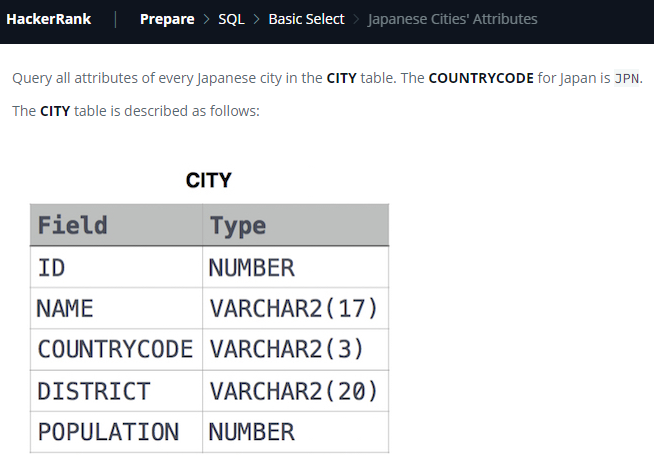 HackerRank | Prepare > SQL > Basic Select > Japanese Cities' Attributes
Query all attributes of every Japanese city in the CITY table. The COUNTRYCODE for Japan is JPN.
The CITY table is described as follows:
CITY
Field Type
ID NUMBER
NAME VARCHAR2(17)
COUNTRYCODE VARCHAR2(3)
DISTRICT VARCHAR2(20)
POPULATION NUMBER